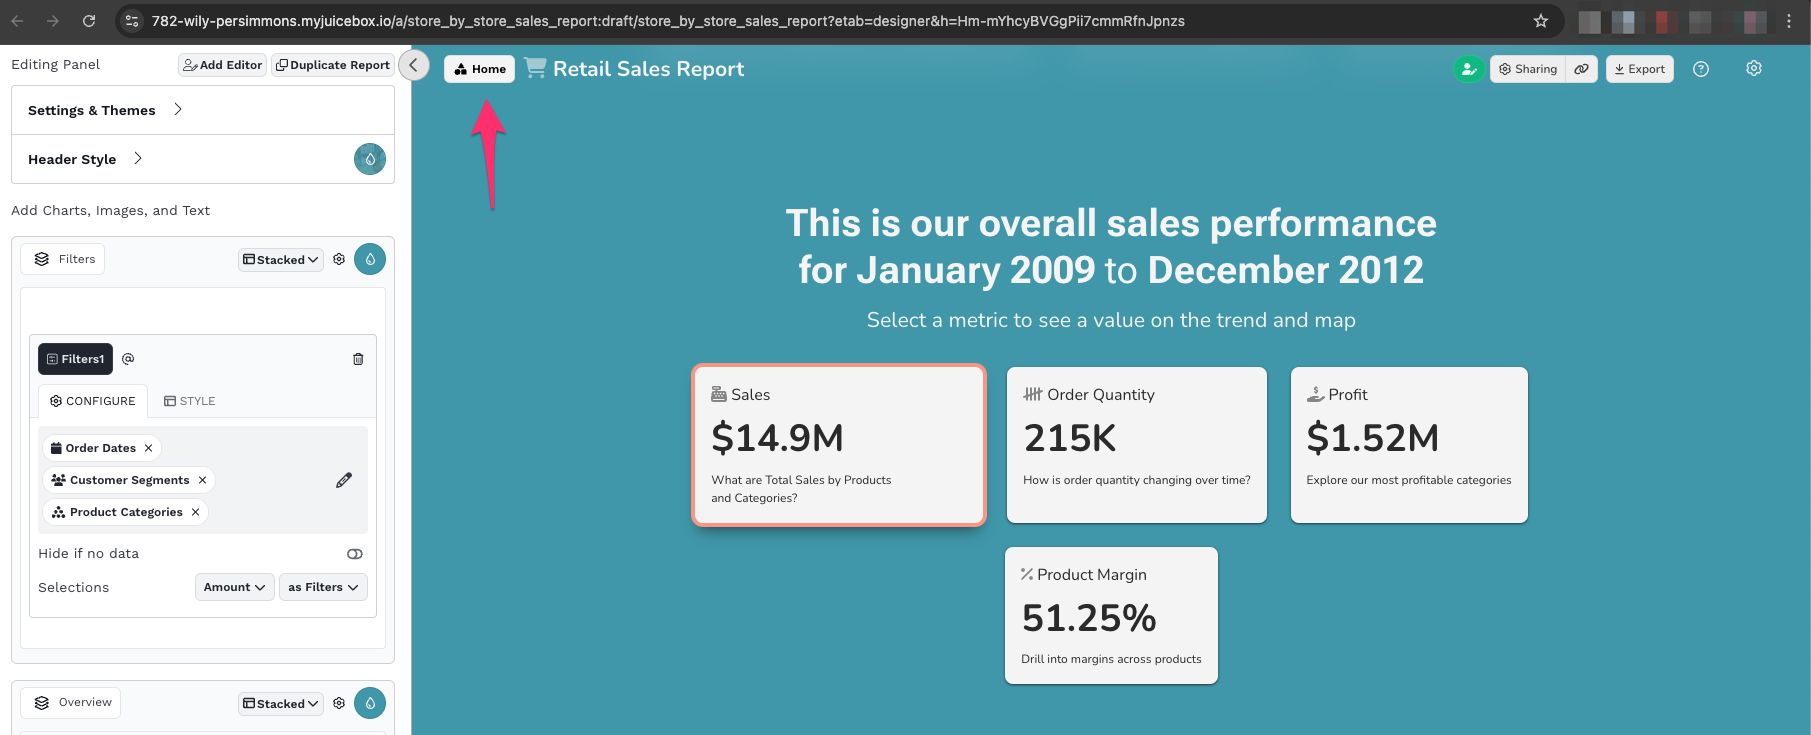 782-wily-persimmons.myjuicebox.io/a/store_by_store_sales_report:draft/store_by_store_sales_report?etab=designer&h=Hm-mYhcyBVGgPii7cmmRfnJpnzs
Editing Panel
Add Editor
Duplicate Report
Home
Retail Sales Report
Sharing
Export
Settings & Themes
Header Style
Add Charts, Images, and Text
Filters
Stacked
Filters1
CONFIGURE
STYLE
Order Dates
Customer Segments
Product Categories
Hide if no data
Selections
Amount
as Filters
Overview
Stacked
This is our overall sales performance
for January 2009 to December 2012
Select a metric to see a value on the trend and map
Sales
$14.9M
What are Total Sales by Products
and Categories?
Order Quantity
215K
How is order quantity changing over time?
Profit
$1.52M
Explore our most profitable categories
Product Margin
51.25%
Drill into margins across products